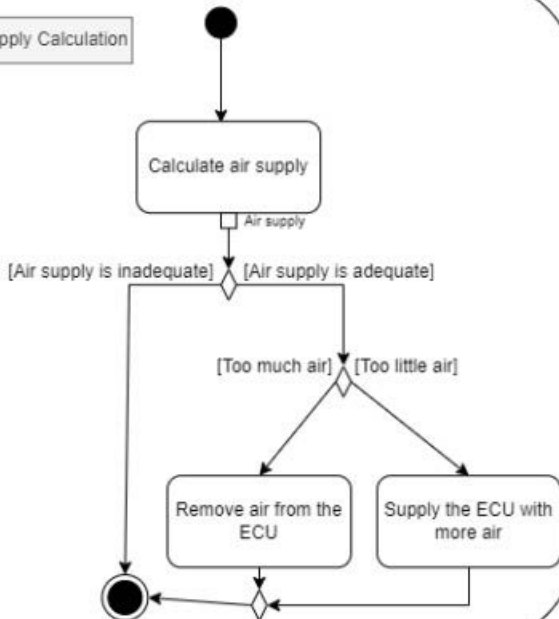 Calculation
Calculate air supply
Air supply
[Air supply is inadequate] [Air supply is adequate]
[Too much air] [Too little air]
Remove air from the
ECU
Supply the ECU with
more air